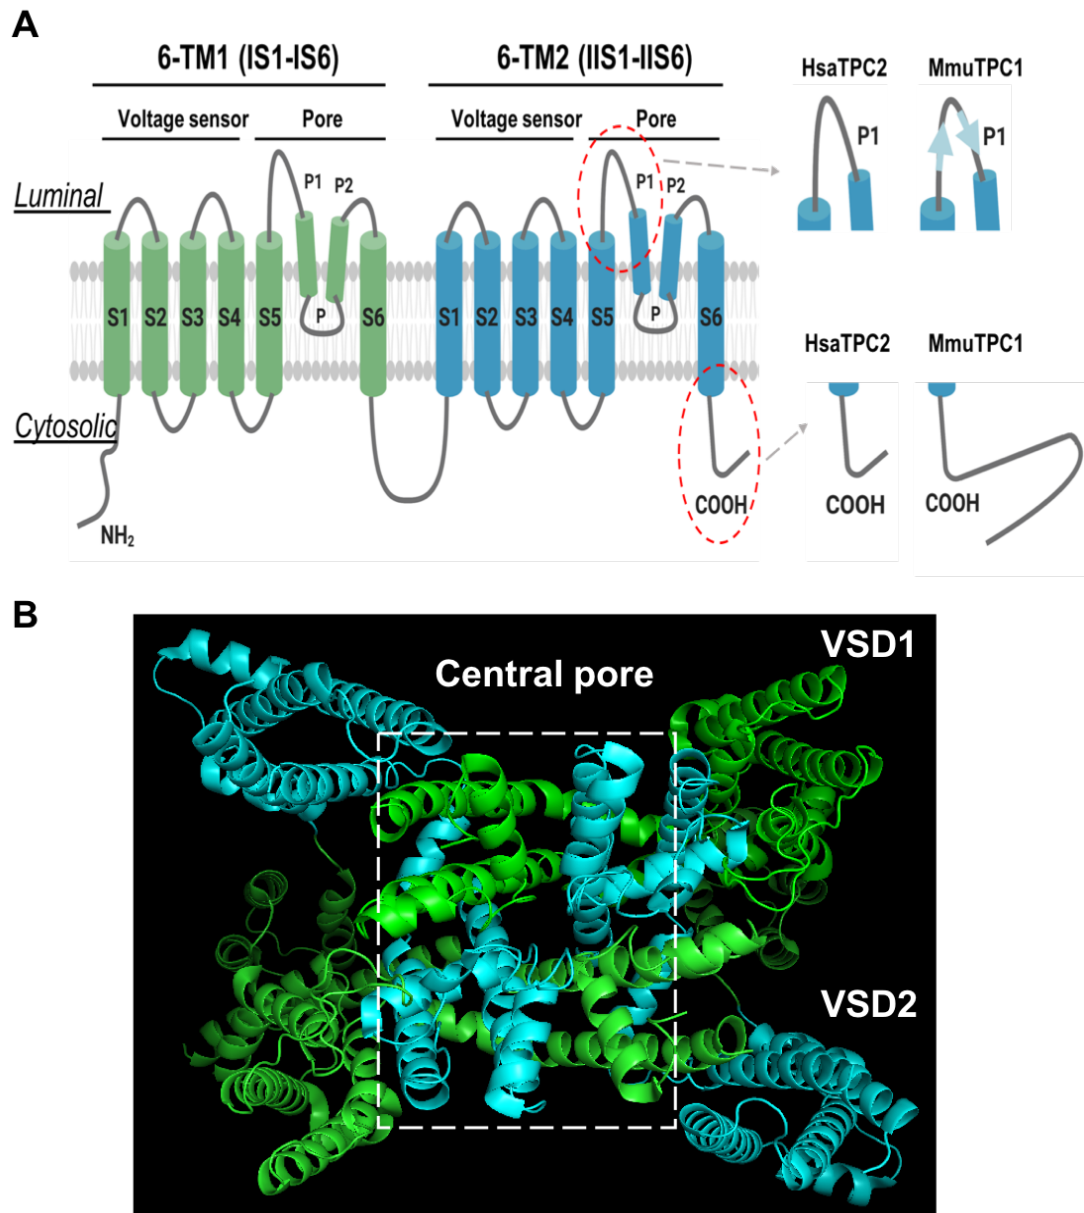 A
6-TM1 (IS1-IS6)
6-TM2 (IIS1-IIS6)
HsaTPC2
MmuTPC1
Voltage sensor
Pore
Voltage sensor
Pore
P1
P2
P1
P2
P1
P1
Luminal
S1
S2
S3
S4
S5
P
S6
S1
S2
S3
S4
S5
P
S6
HsaTPC2
MmuTPC1
Cytosolic
COOH
COOH
COOH
NH₂
B
VSD1
Central pore
VSD2